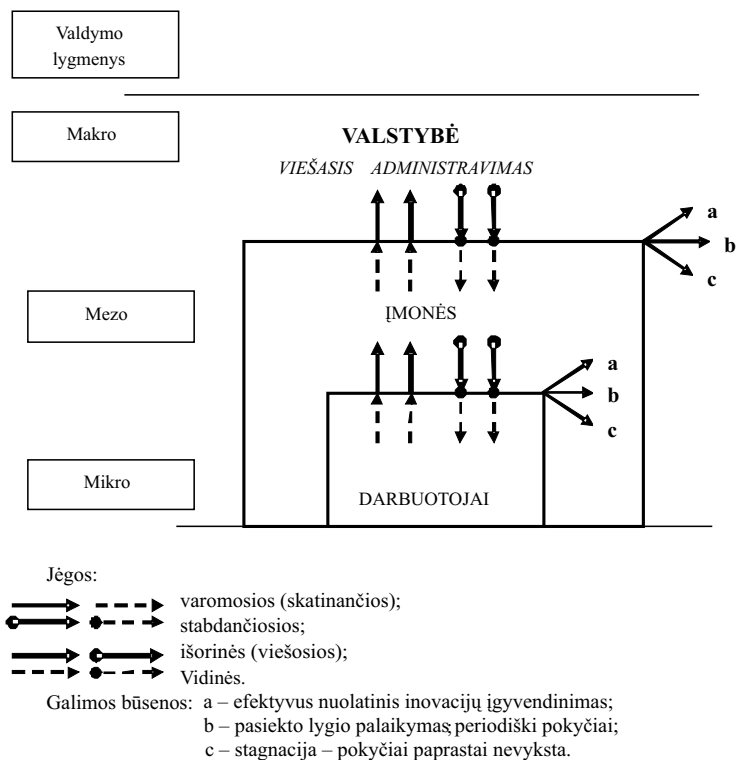 Valdymo
lygmenys
Makro
VALSTYBĖ
VIEŠASIS ADMINISTRAVIMAS
a
b
c
Mezo
ĮMONĖS
a
b
c
Mikro
DARBUOTOJAI
Jėgos:
varomosios (skatinančios);
stabdančiosios;
išorinės (viešosios);
Vidinės.
Galimos būsenos: a – efektyvus nuolatinis inovacijų įgyvendinimas;
b – pasiekto lygio palaikymas; periodiški pokyčiai;
c – stagnacija – pokyčiai paprastai nevyksta.